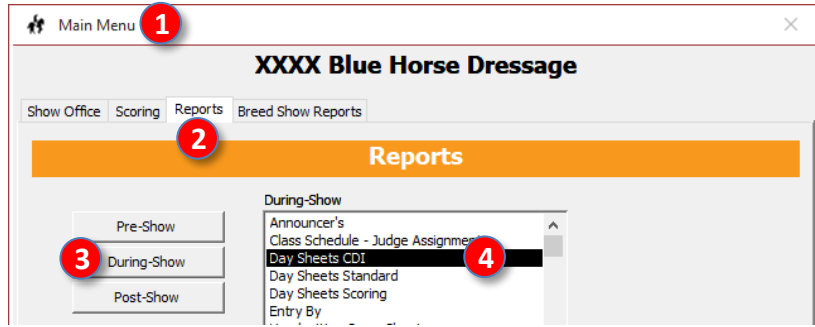 Main Menu 1
XXXX Blue Horse Dressage
Show Office Scoring Reports Breed Show Reports
2
Reports
During-Show
Pre-Show
3 During-Show
Post-Show
Announcer's
Class Schedule - Judge
Day Sheets CDI 4
Day Sheets Standard
Day Sheets Scoring
Entry By